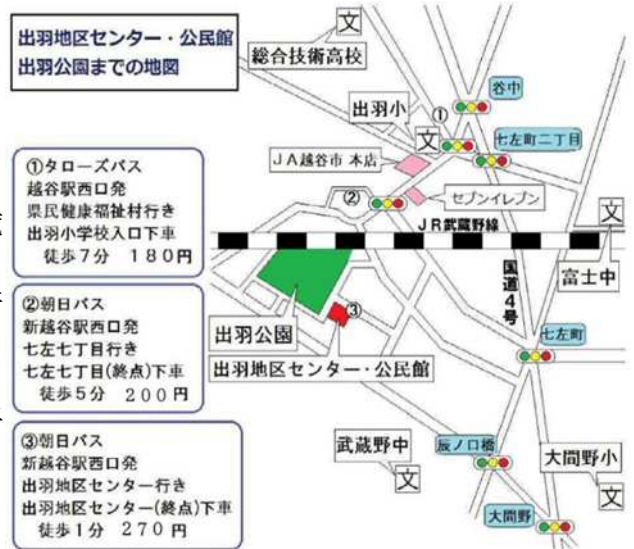 出羽地区センター・公民館
出羽公園までの地図
①タローズバス
越谷駅西口発
県民健康福祉村行き
出羽小学校入口下車
徒歩7分 180円
②朝日バス
新越谷駅西口発
七左七丁目行き
七左七丁目(終点)下車
徒歩5分 200円
③朝日バス
新越谷駅西口発
出羽地区センター行き
出羽地区センター(終点)下車
徒歩1分 270円
文
総合技術高校
谷中
出羽小
①
文
七左町二丁目
JA越谷市 本店
②
セブンイレブン
JR武蔵野線
文
富士中
国道4号
出羽公園
③
出羽地区センター・公民館
七左町
武蔵野中
文
辰ノ口橋
大間野小
文
大間野